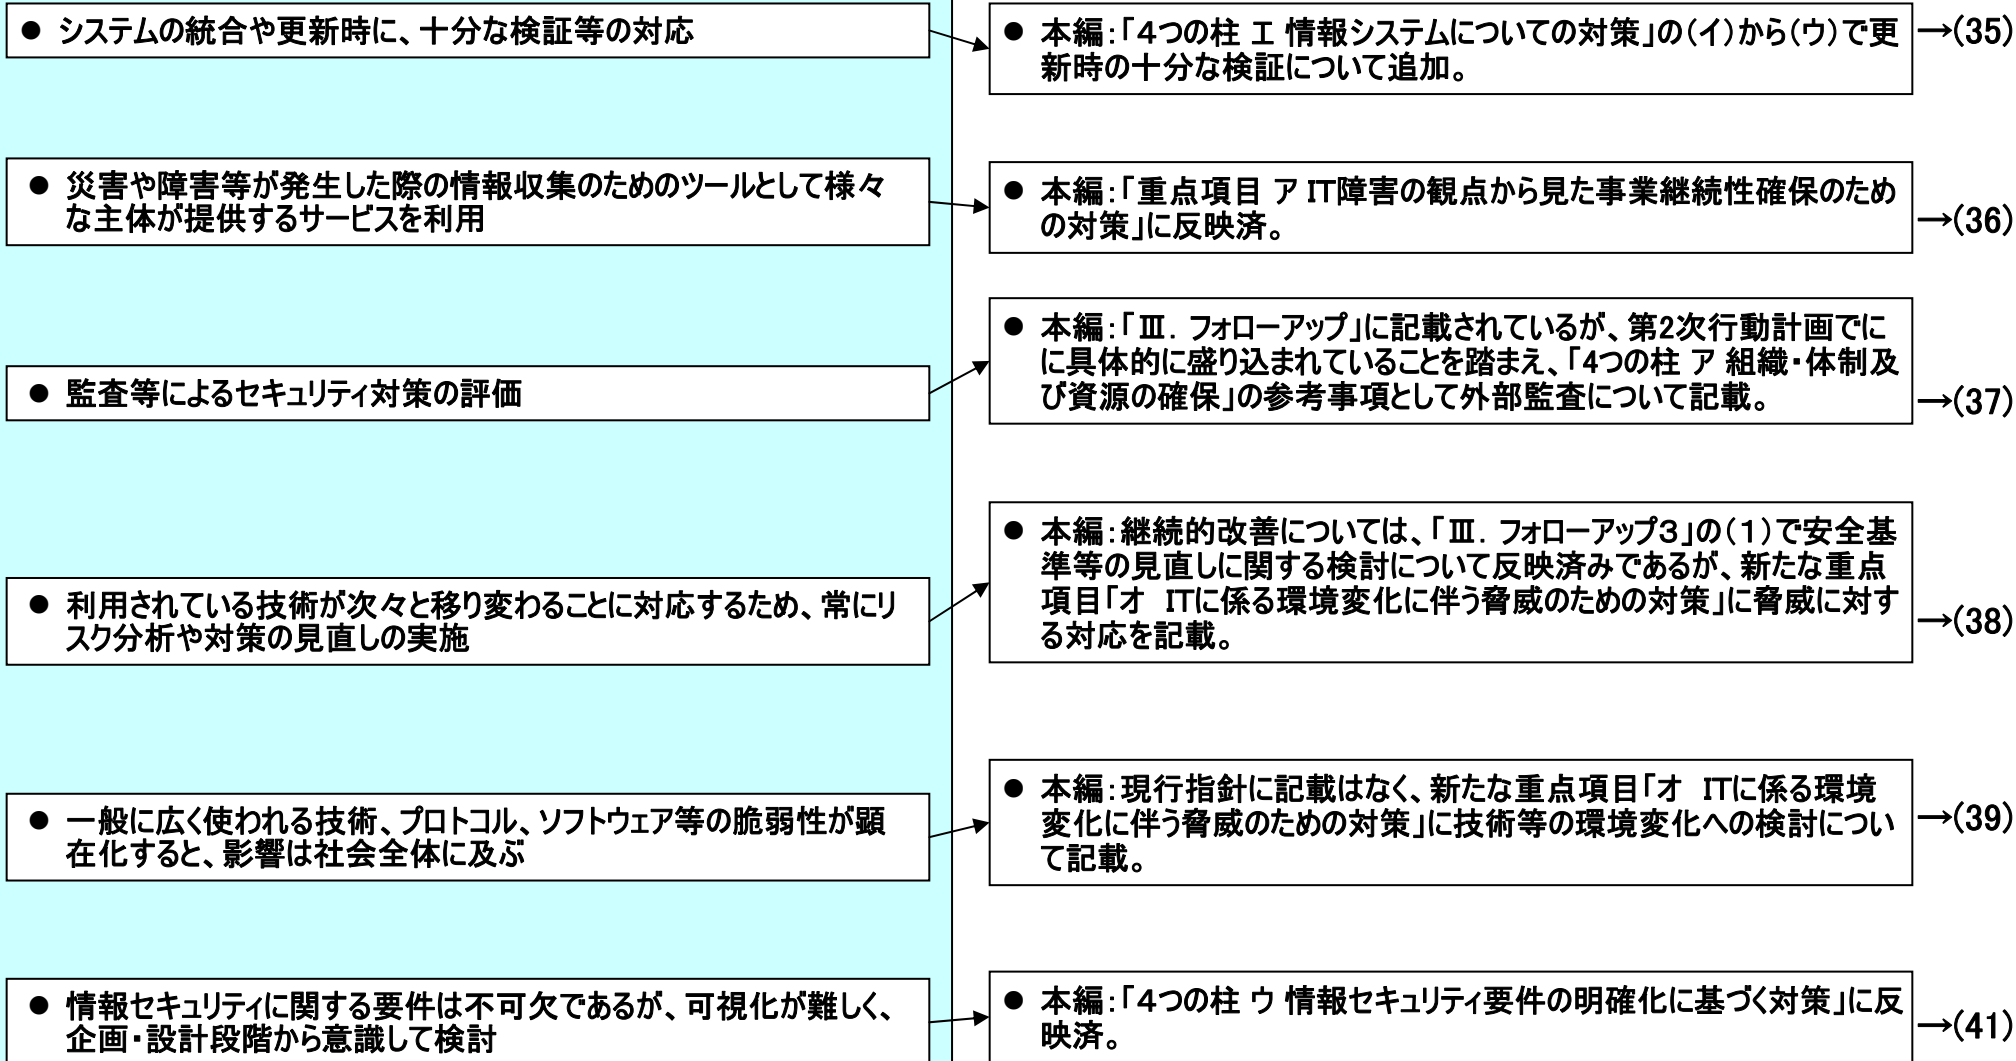 ● システムの統合や更新時に、十分な検証等の対応
● 本編：「４つの柱 エ 情報システムについての対策」の（イ）から（ウ）で更
新時の十分な検証について追加。
→(35)
● 災害や障害等が発生した際の情報収集のためのツールとして様々
な主体が提供するサービスを利用
● 本編：「重点項目 ア IT障害の観点から見た事業継続性確保のため
の対策」に反映済。
→(36)
● 監査等によるセキュリティ対策の評価
● 本編：「Ⅲ．フォローアップ」に記載されているが、第2次行動計画でに
に具体的に盛り込まれていることを踏まえ、「4つの柱 ア 組織・体制及
び資源の確保」の参考事項として外部監査について記載。
→(37)
● 利用されている技術が次々と移り変わることに対応するため、常にリ
スク分析や対策の見直しの実施
● 本編：継続的改善については、「Ⅲ．フォローアップ３」の（１）で安全基
準等の見直しに関する検討について反映済みであるが、新たな重点
項目「オ　ITに係る環境変化に伴う脅威のための対策」に脅威に対す
る対応を記載。
→(38)
● 一般に広く使われる技術、プロトコル、ソフトウェア等の脆弱性が顕
在化すると、影響は社会全体に及ぶ
● 本編：現行指針に記載はなく、新たな重点項目「オ　ITに係る環境
変化に伴う脅威のための対策」に技術等の環境変化への検討につい
て記載。
→(39)
● 情報セキュリティに関する要件は不可欠であるが、可視化が難しく、
企画・設計段階から意識して検討
● 本編：「４つの柱 ウ 情報セキュリティ要件の明確化に基づく対策」に反
映済。
→(41)